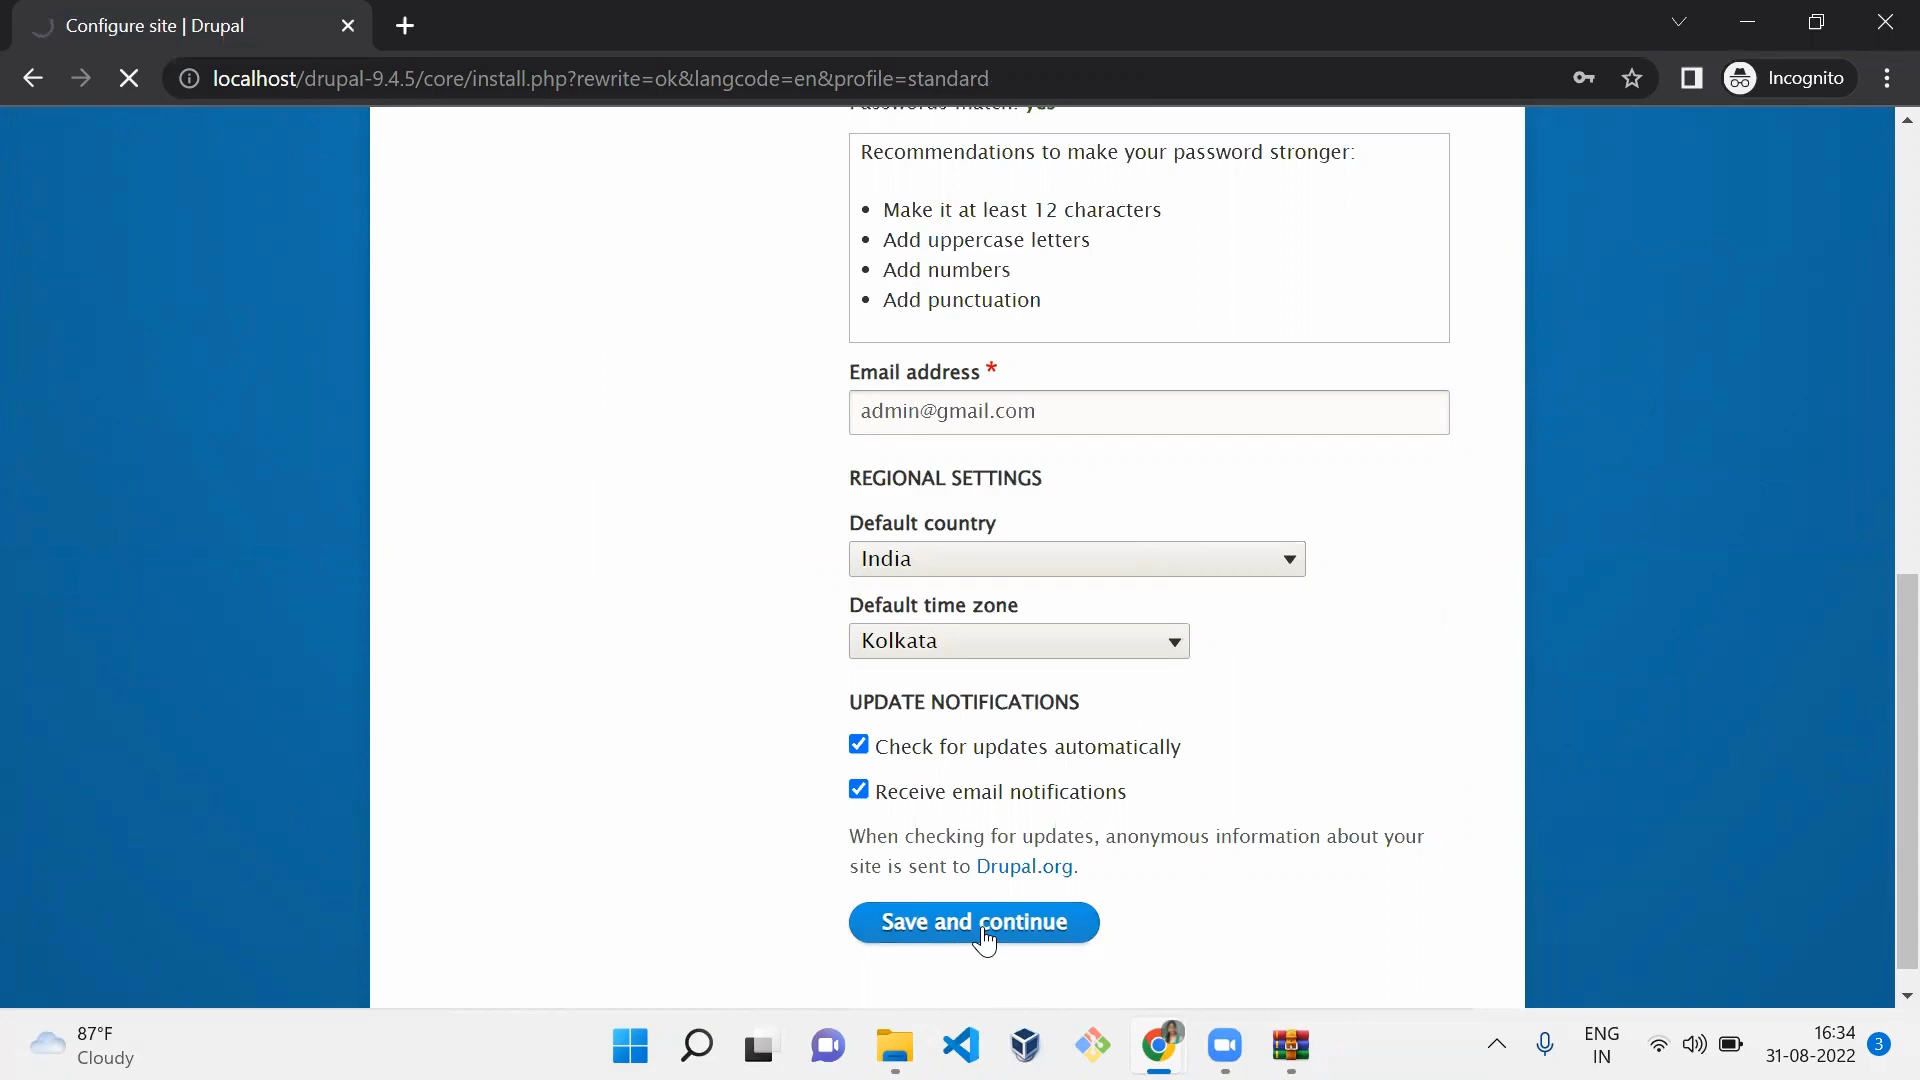 Configure site | Drupal
localhost/drupal-9.4.5/core/install.php?rewrite=ok&langcode=en&profile=standard
Incognito
Passwords match: yes
Recommendations to make your password stronger:
• Make it at least 12 characters
• Add uppercase letters
• Add numbers
• Add punctuation
Email address *
admin@gmail.com
REGIONAL SETTINGS
Default country
India
Default time zone
Kolkata
UPDATE NOTIFICATIONS
Check for updates automatically
Receive email notifications
When checking for updates, anonymous information about your
site is sent to Drupal.org.
Save and continue
87°F
Cloudy
ENG
IN
16:34
31-08-2022
3